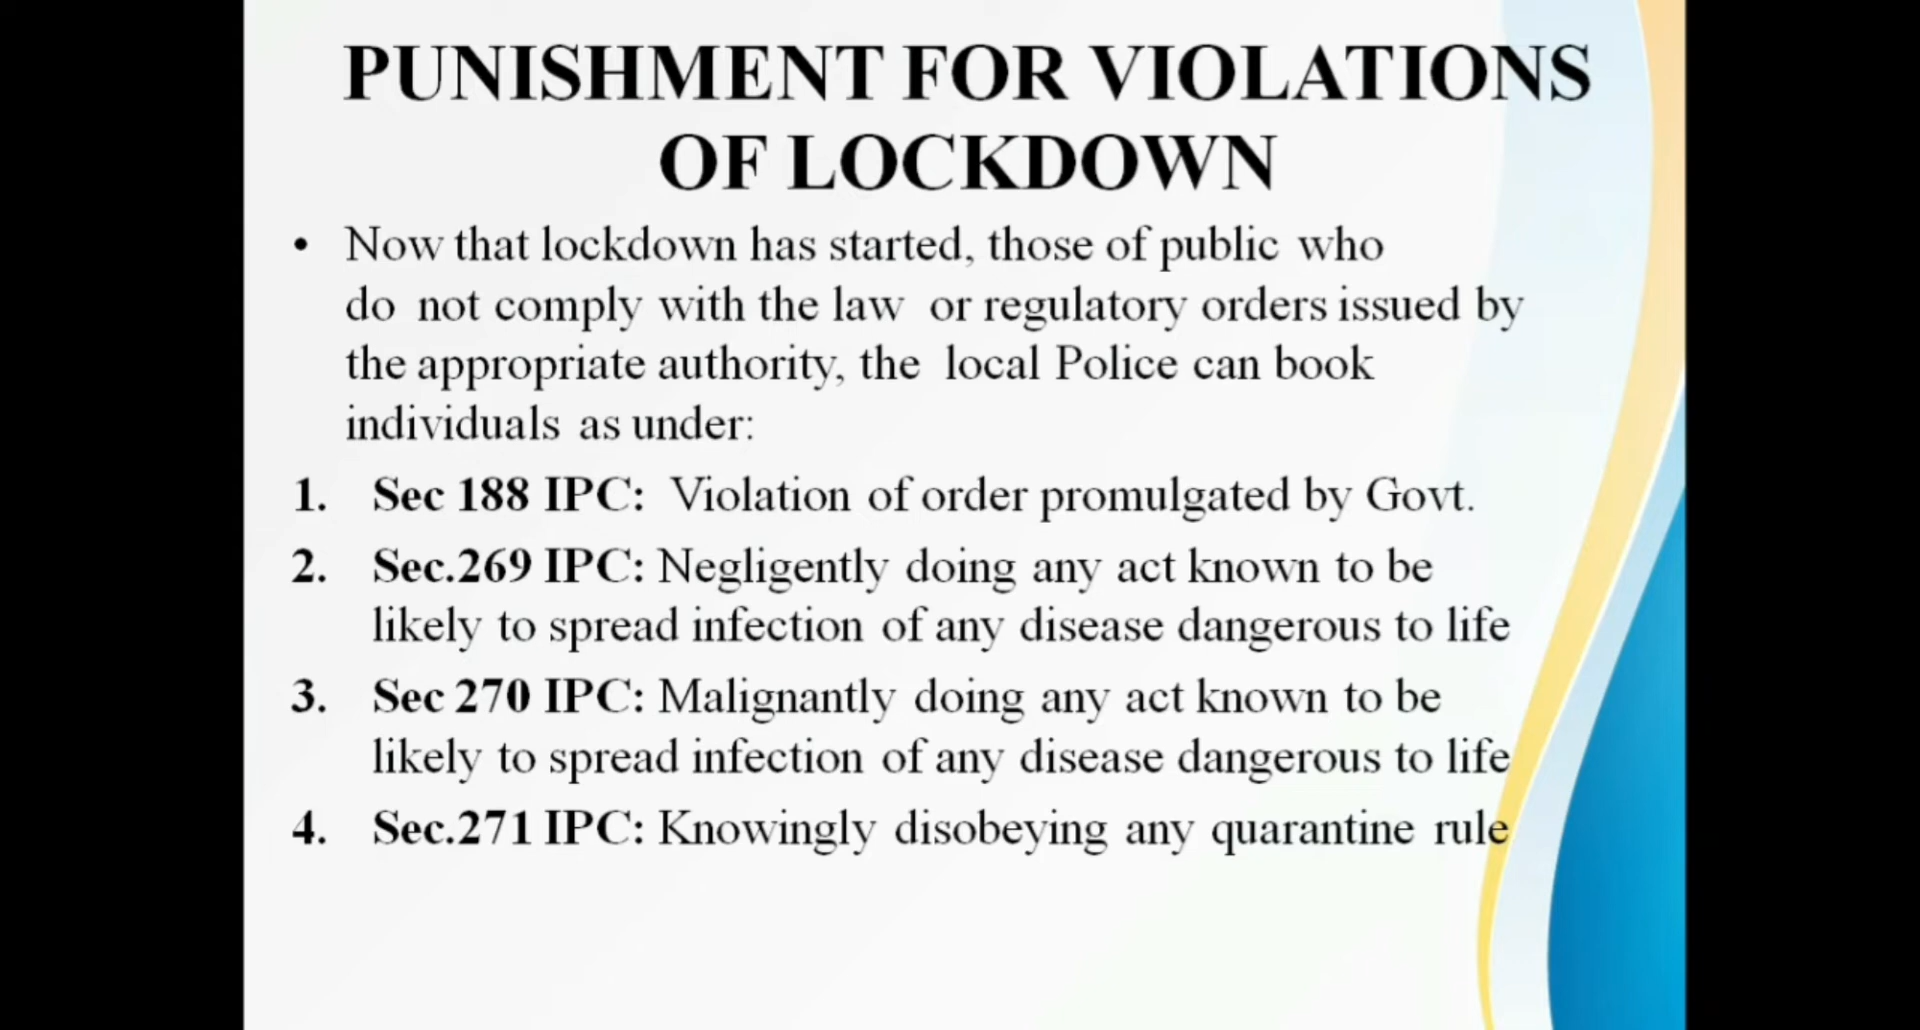 PUNISHMENT FOR VIOLATIONS
OF LOCKDOWN
• Now that lockdown has started, those of public who
do not comply with the law or regulatory orders issued by
the appropriate authority, the local Police can book
individuals as under:
1. Sec 188 IPC: Violation of order promulgated by Govt.
2. Sec.269 IPC: Negligently doing any act known to be
likely to spread infection of any disease dangerous to life
3. Sec 270 IPC: Malignantly doing any act known to be
likely to spread infection of any disease dangerous to life
4. Sec.271 IPC: Knowingly disobeying any quarantine rule